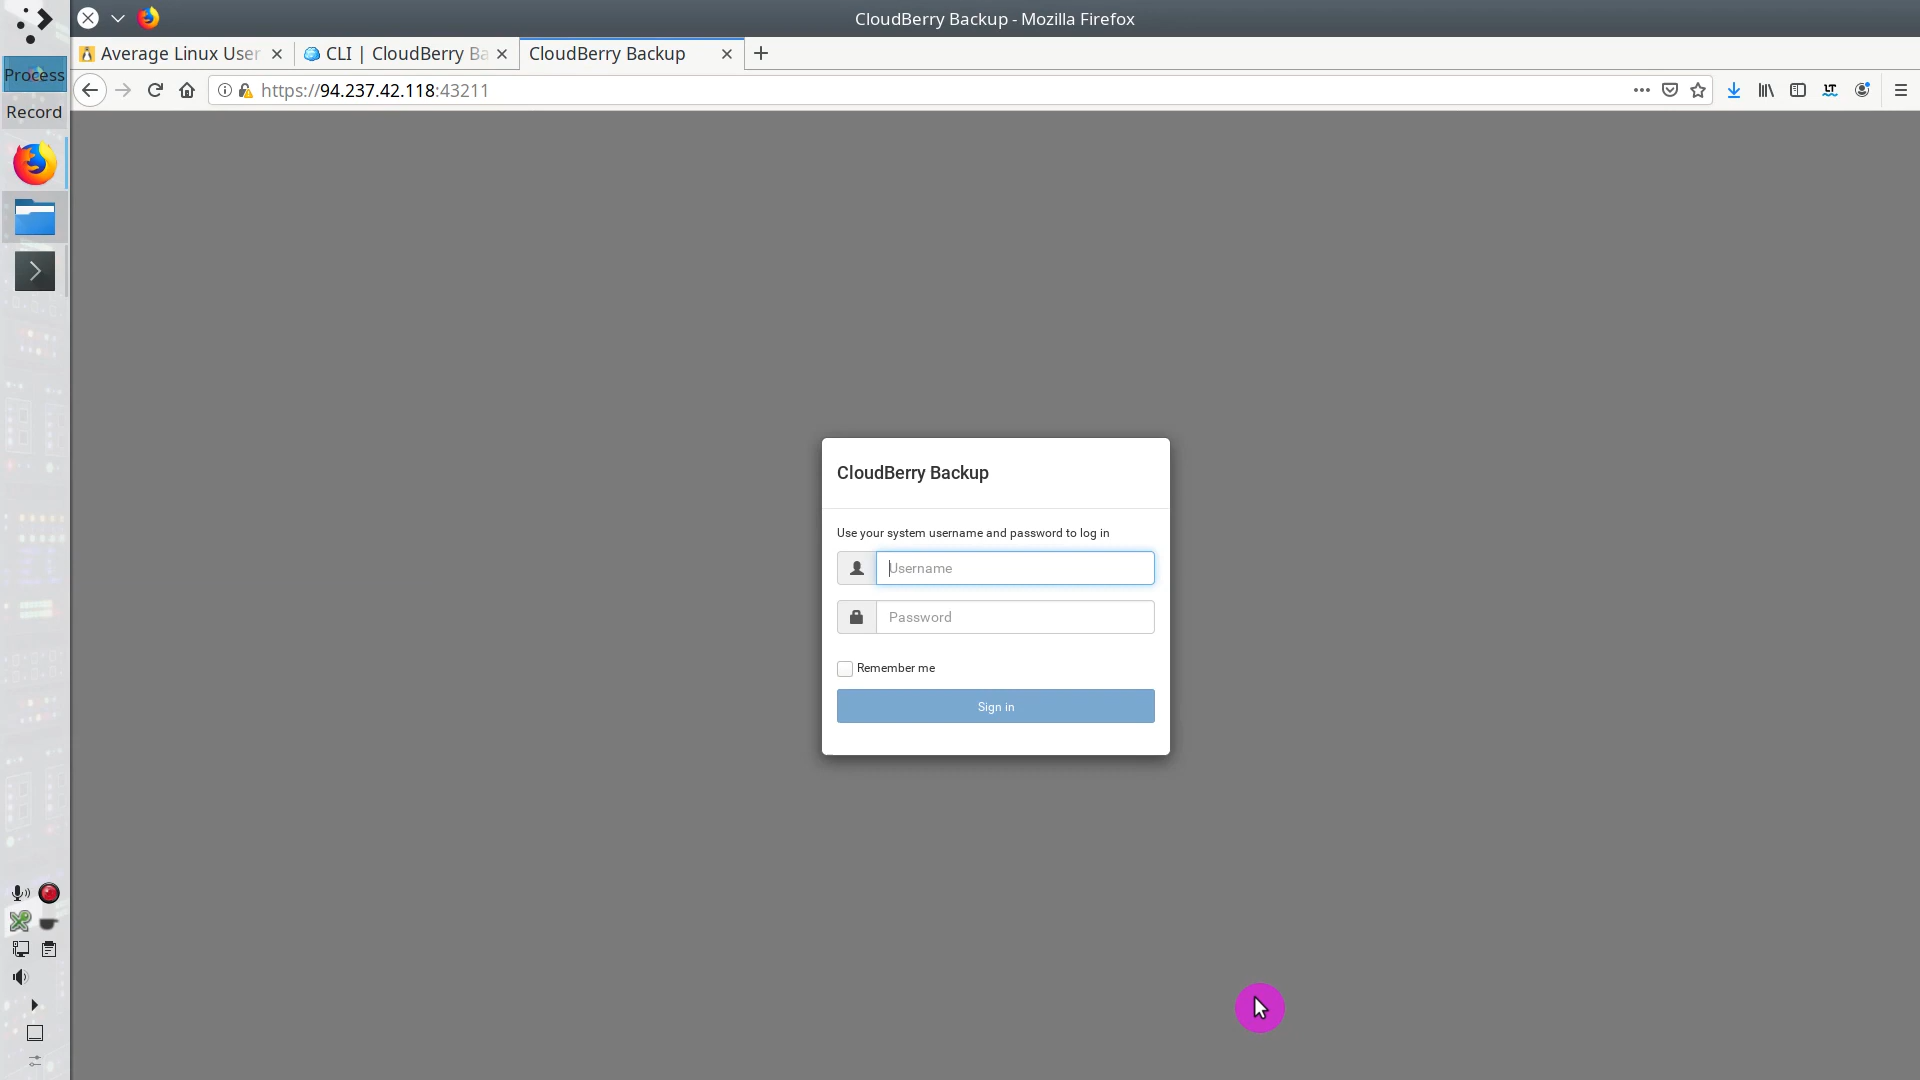 CloudBerry Backup - Mozilla Firefox
Average Linux User
CLI | CloudBerry Ba
CloudBerry Backup
https://94.237.42.118:43211
LT
Process
Record
CloudBerry Backup
Use your system username and password to log in
Username
Password
Remember me
Sign in